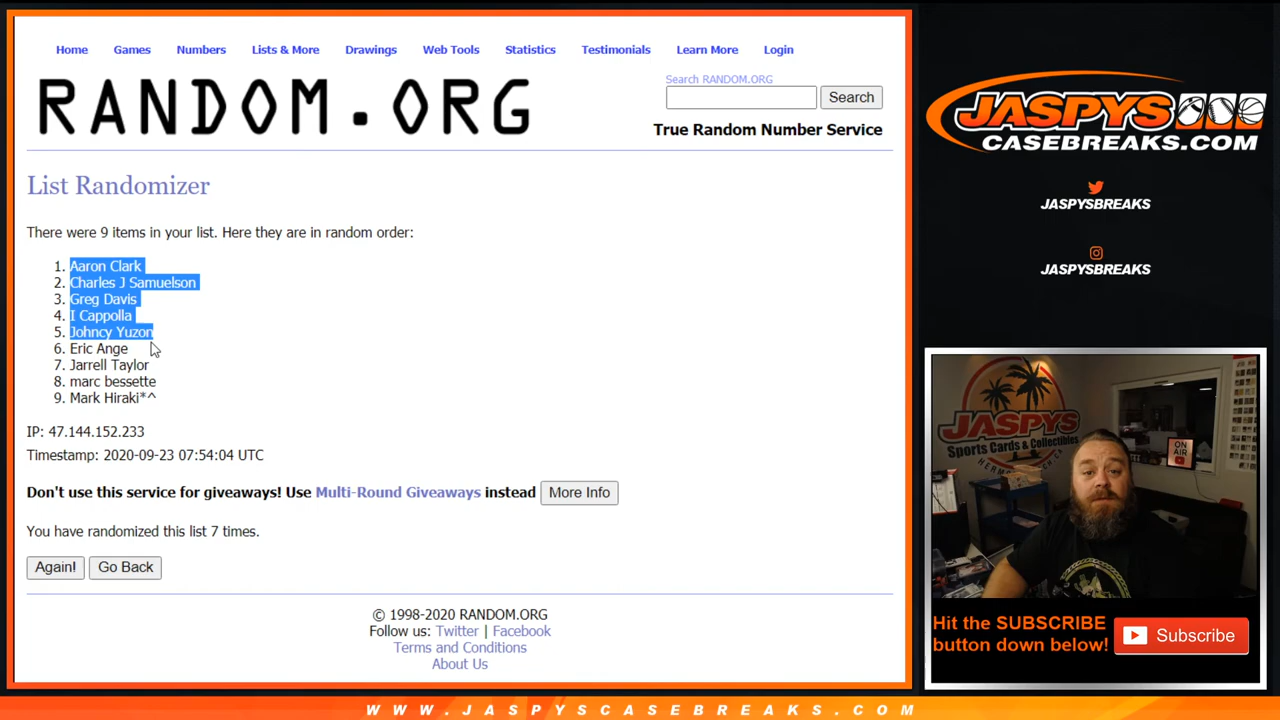 Home Games Numbers Lists & More Drawings Web Tools Statistics Testimonials Learn More Login
RANDOM.ORG
Search RANDOM.ORG
Search
True Random Number Service
List Randomizer
There were 9 items in your list. Here they are in random order:
1. Aaron Clark
2. Charles J Samuelson
3. Greg Davis
4. I Cappolla
5. Johncy Yuzon
6. Eric Ange
7. Jarrell Taylor
8. marc bessette
9. Mark Hiraki*^
IP: 47.144.152.233
Timestamp: 2020-09-23 07:54:04 UTC
Don't use this service for giveaways! Use Multi-Round Giveaways instead More Info
You have randomized this list 7 times.
Again! Go Back
© 1998-2020 RANDOM.ORG
Follow us: Twitter | Facebook
Terms and Conditions
About Us
JASPYS
CASEBREAKS.COM
JASPYSBREAKS
JASPYSBREAKS
JASPYS
Sports Cards & Collectibles
ON
AIR
Hit the SUBSCRIBE
button down below!
Subscribe
WWW.JASPYSCASEBREAKS.COM